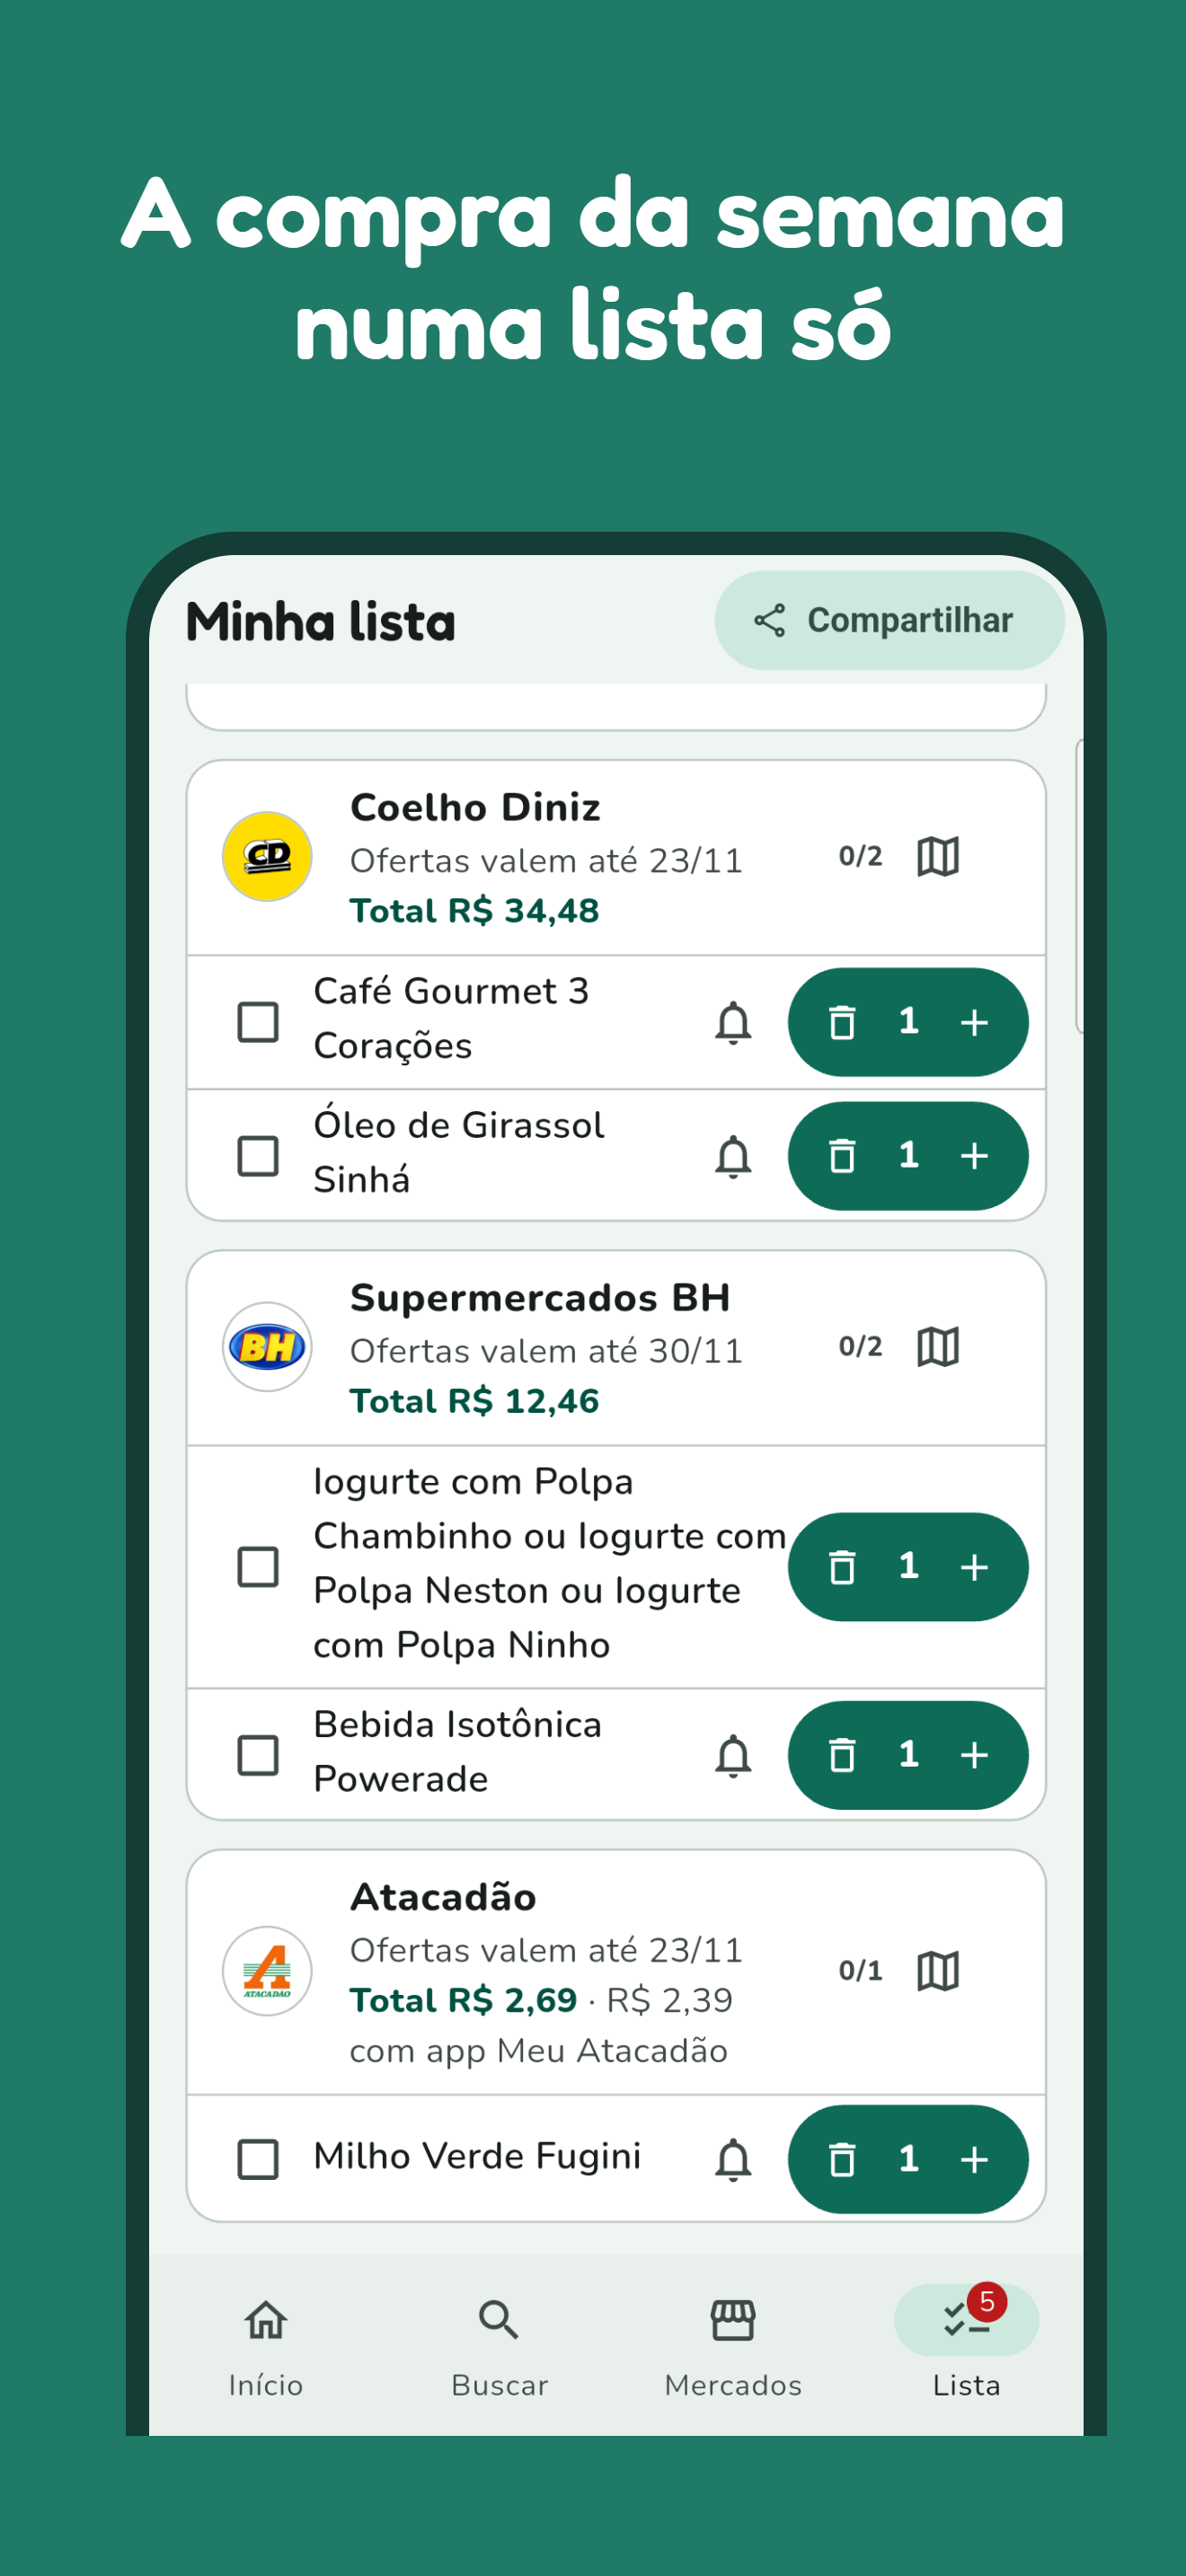 A compra da semana
numa lista só
Minha lista
Compartilhar
CD
Coelho Diniz
Ofertas valem até 23/11
Total R$ 34,48
0/2
Café Gourmet 3
Corações
1
Óleo de Girassol
Sinhá
1
BH
Supermercados BH
Ofertas valem até 30/11
Total R$ 12,46
0/2
Iogurte com Polpa
Chambinho ou Iogurte com
Polpa Neston ou Iogurte
com Polpa Ninho
1
Bebida Isotônica
Powerade
1
A
ATACADÃO
Atacadão
Ofertas valem até 23/11
Total R$ 2,69 · R$ 2,39
com app Meu Atacadão
0/1
Milho Verde Fugini
1
5
Início
Buscar
Mercados
Lista